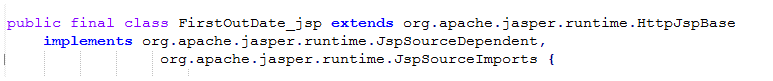 public final class FirstOutDate_jsp extends org.apache.jasper.runtime.HttpJspBase
implements org.apache.jasper.runtime.JspSourceDependent,
org.apache.jasper.runtime.JspSourceImports {